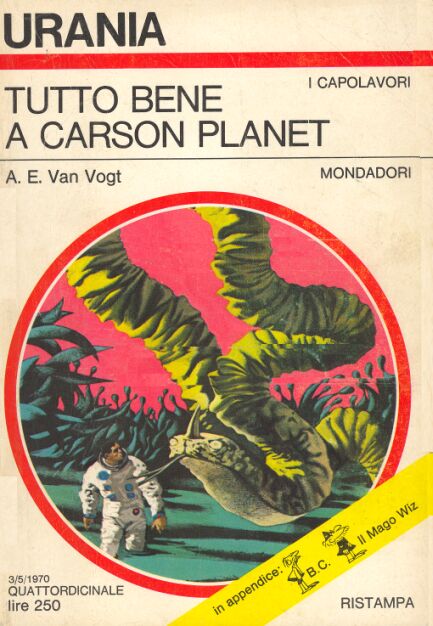 URANIA
I CAPOLAVORI
TUTTO BENE
A CARSON PLANET
A. E. Van Vogt
MONDADORI
in appendice: B.C. Il Mago Wiz
3/5/1970
QUATTORDICINALE
lire 250
RISTAMPA